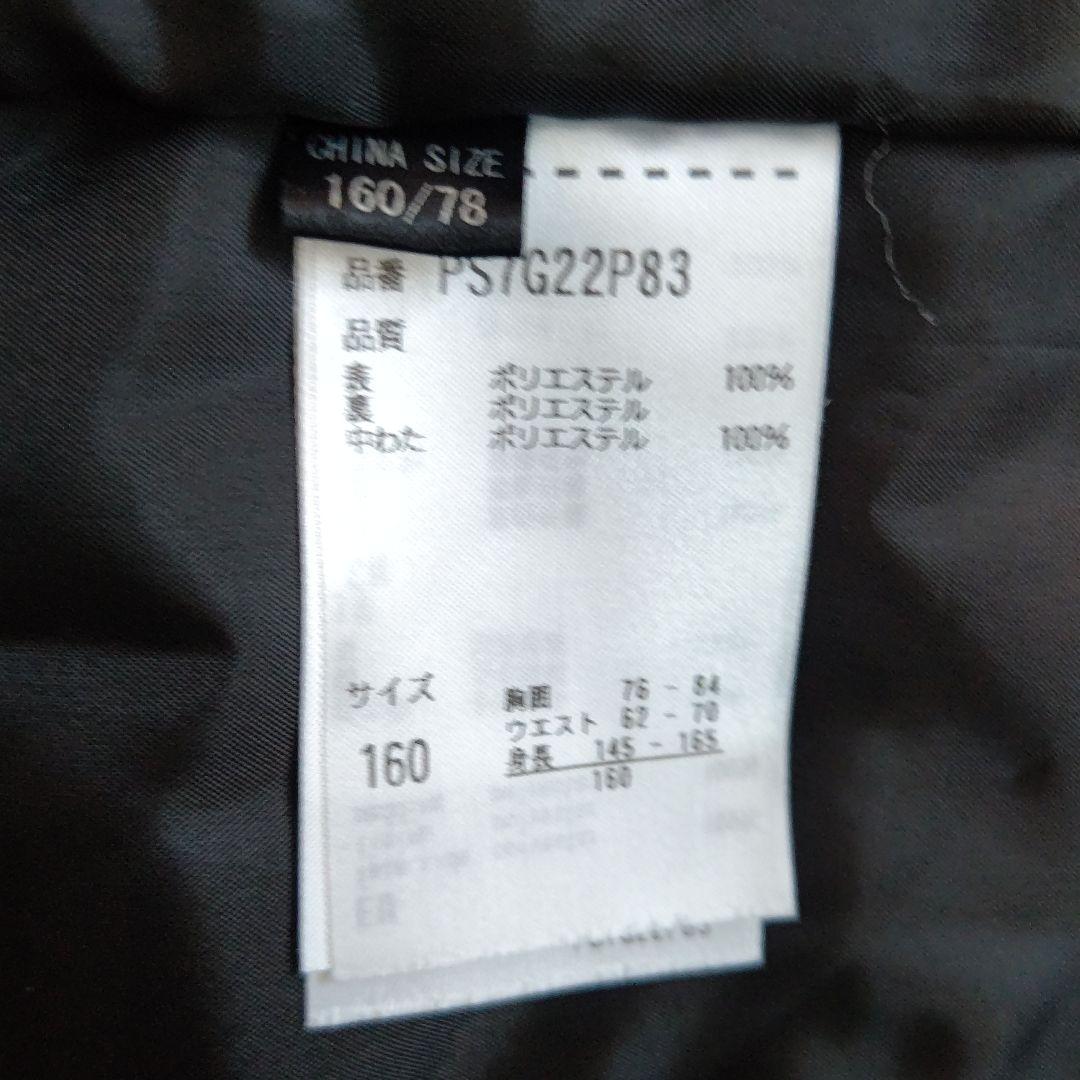 CHINA SIZE
160/78
品番 PS7G22P83
品質
表 ポリエステル 100%
裏 ポリエステル
中わた ポリエステル 100%
サイズ
160
胸囲 76 - 84
ウエスト 62 - 70
身長 145 - 165
160